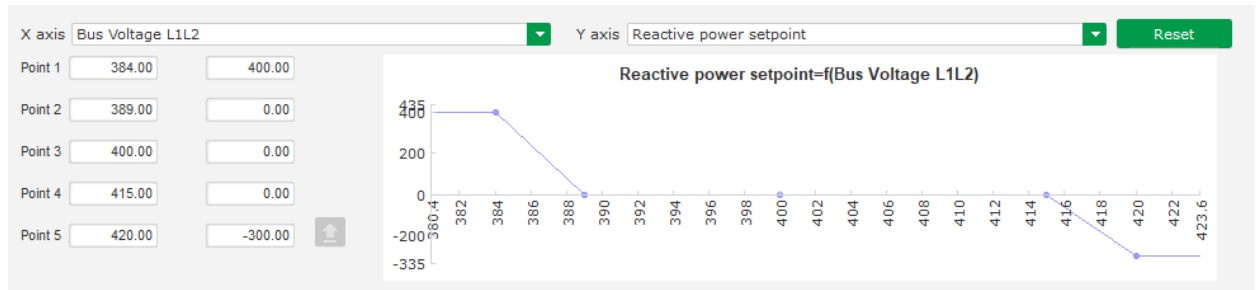 X axis Bus Voltage L1L2 Y axis Reactive power setpoint Reset
Point 1 384.00 400.00
Point 2 389.00 0.00
Point 3 400.00 0.00
Point 4 415.00 0.00
Point 5 420.00 -300.00
Reactive power setpoint=f(Bus Voltage L1L2)
435
400
200
0
-200
-335
380.4 382 384 386 388 390 392 394 396 398 400 402 404 406 408 410 412 414 416 418 420 422 423.6